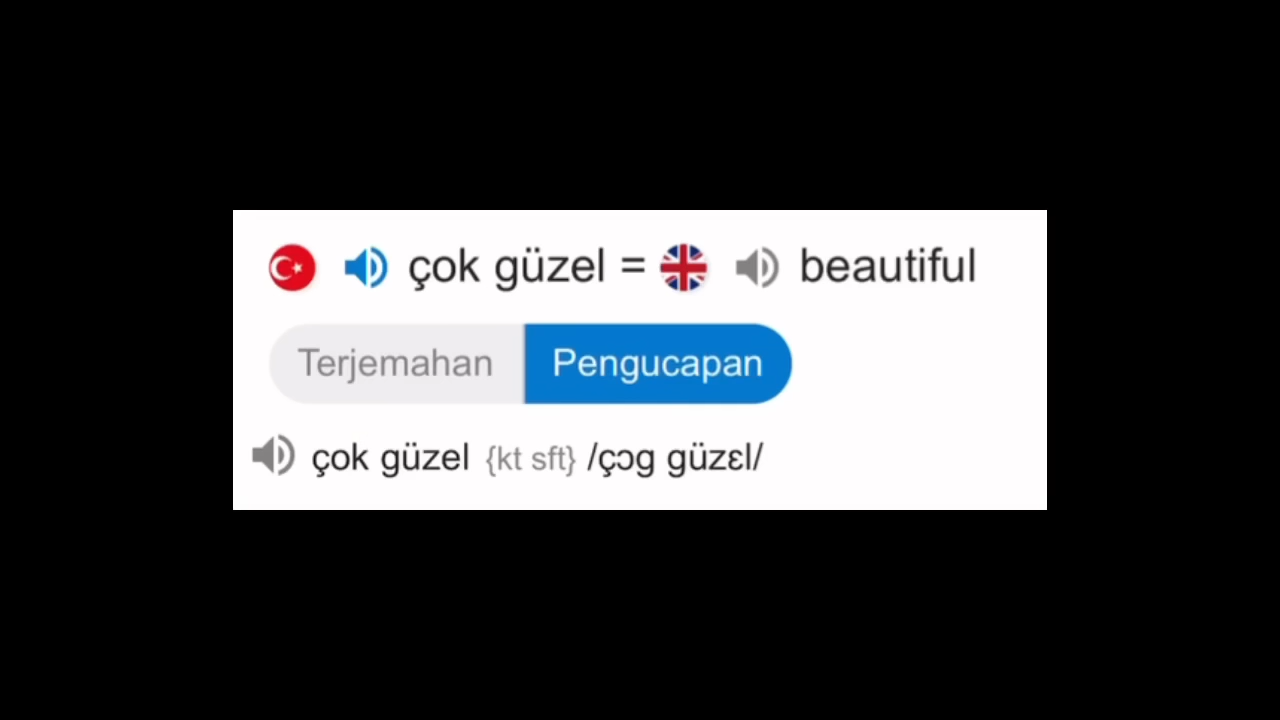 çok güzel = beautiful
Terjemahan Pengucapan
çok güzel {kt sft} /çɔg güzɛl/